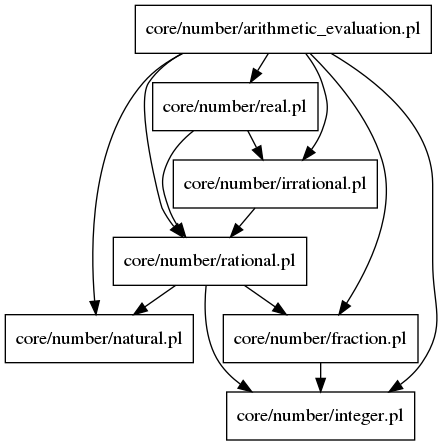 core/number/arithmetic_evaluation.pl
core/number/real.pl
core/number/irrational.pl
core/number/rational.pl
core/number/natural.pl
core/number/fraction.pl
core/number/integer.pl